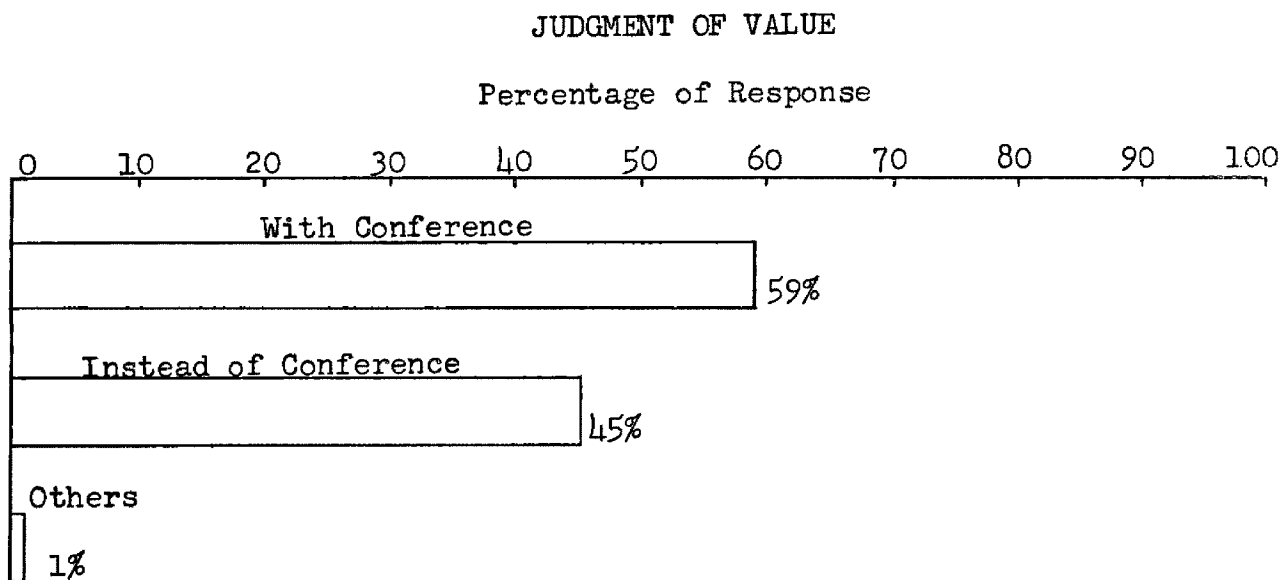 JUDGMENT OF VALUE
Percentage of Response
0 10 20 30 40 50 60 70 80 90 100
With Conference
59%
Instead of Conference
45%
Others
1%